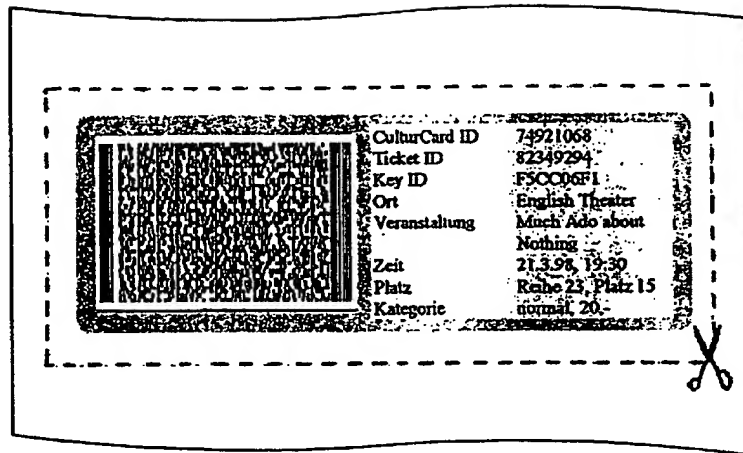 CulturCard ID 74921068
Ticket ID 82349294
Key ID F5CC06F1
Ort English Theater
Veranstaltung Much Ado about
Nothing
Zeit 21.3.98, 19:30
Platz Reihe 23, Platz 15
Kategorie normal, 20,-